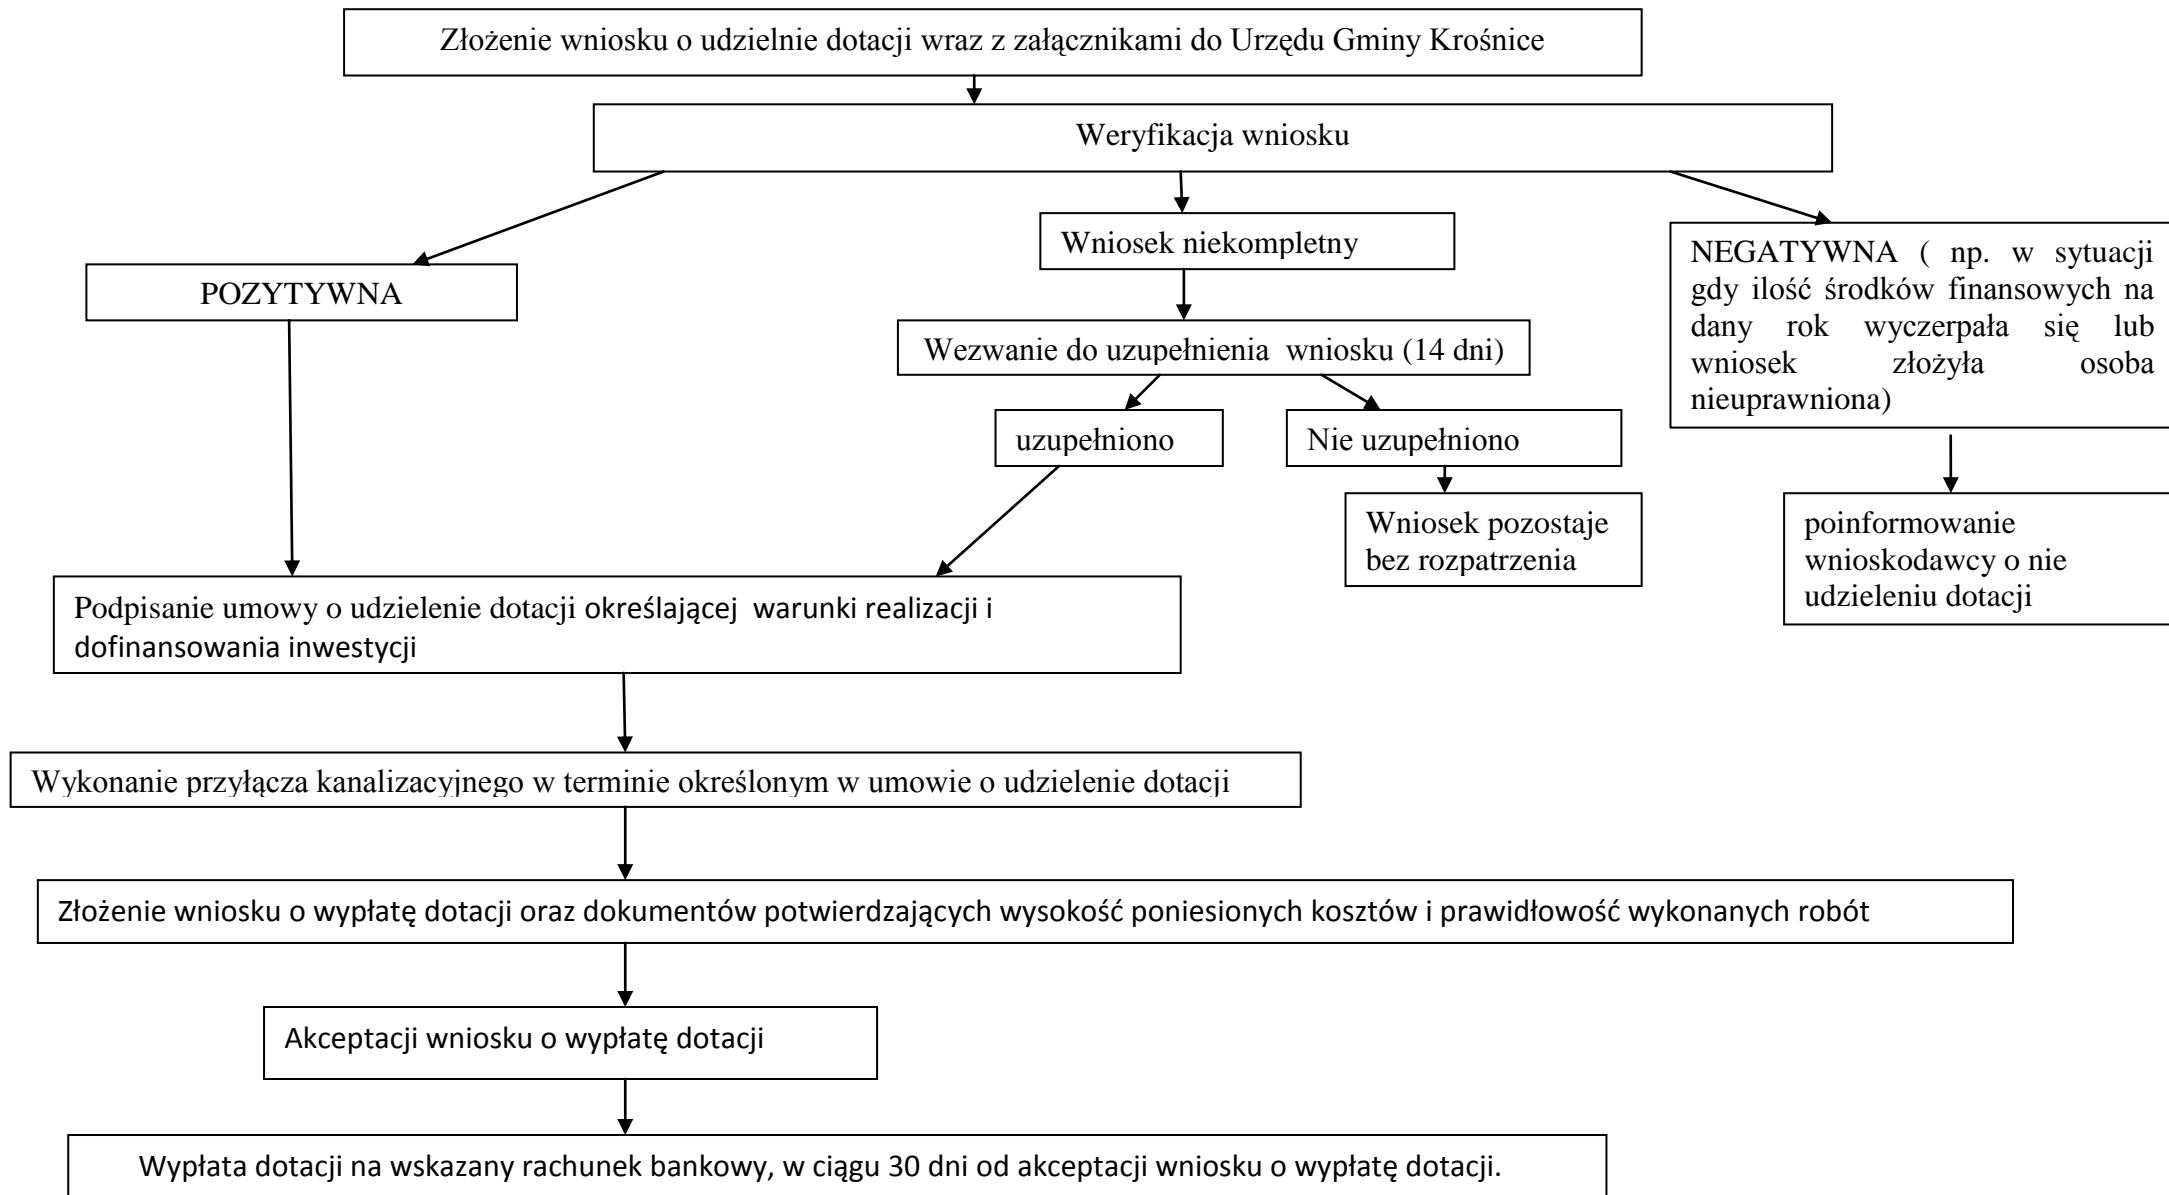 Złożenie wniosku o udzielnie dotacji wraz z załącznikami do Urzędu Gminy Krośnice
Weryfikacja wniosku
POZYTYWNA
Wniosek niekompletny
Wezwanie do uzupełnienia wniosku (14 dni)
uzupełniono
Nie uzupełniono
Wniosek pozostaje
bez rozpatrzenia
NEGATYWNA ( np. w sytuacji
gdy ilość środków finansowych na
dany rok wyczerpała się lub
wniosek złożyła osoba
nieuprawniona)
poinformowanie
wnioskodawcy o nie
udzieleniu dotacji
Podpisanie umowy o udzielenie dotacji określającej warunki realizacji i
dofinansowania inwestycji
Wykonanie przyłącza kanalizacyjnego w terminie określonym w umowie o udzielenie dotacji
Złożenie wniosku o wypłatę dotacji oraz dokumentów potwierdzających wysokość poniesionych kosztów i prawidłowość wykonanych robót
Akceptacji wniosku o wypłatę dotacji
Wypłata dotacji na wskazany rachunek bankowy, w ciągu 30 dni od akceptacji wniosku o wypłatę dotacji.